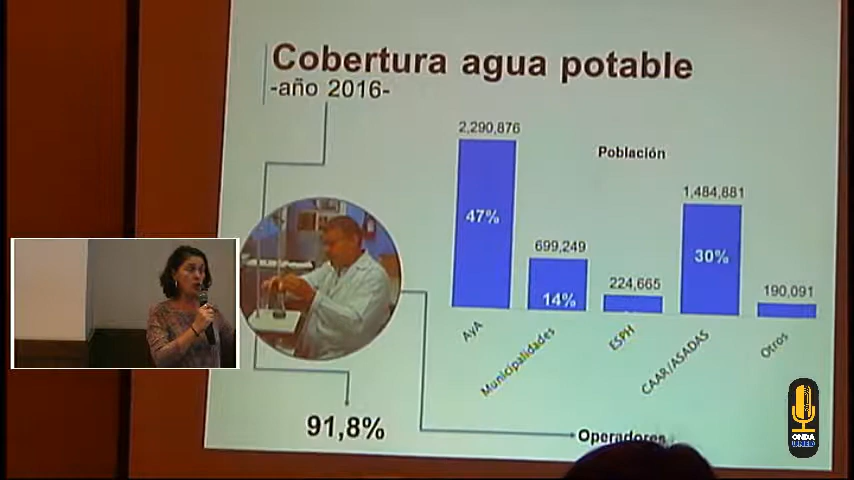 Cobertura agua potable
-año 2016-
2,290,876
Población
1,484,881
47%
699,249
30%
224,665
190,091
14%
AyA
Municipalidades
ESPH
CAAR/ASADAS
Otros
91,8%
Operadores
ONDA
UNED